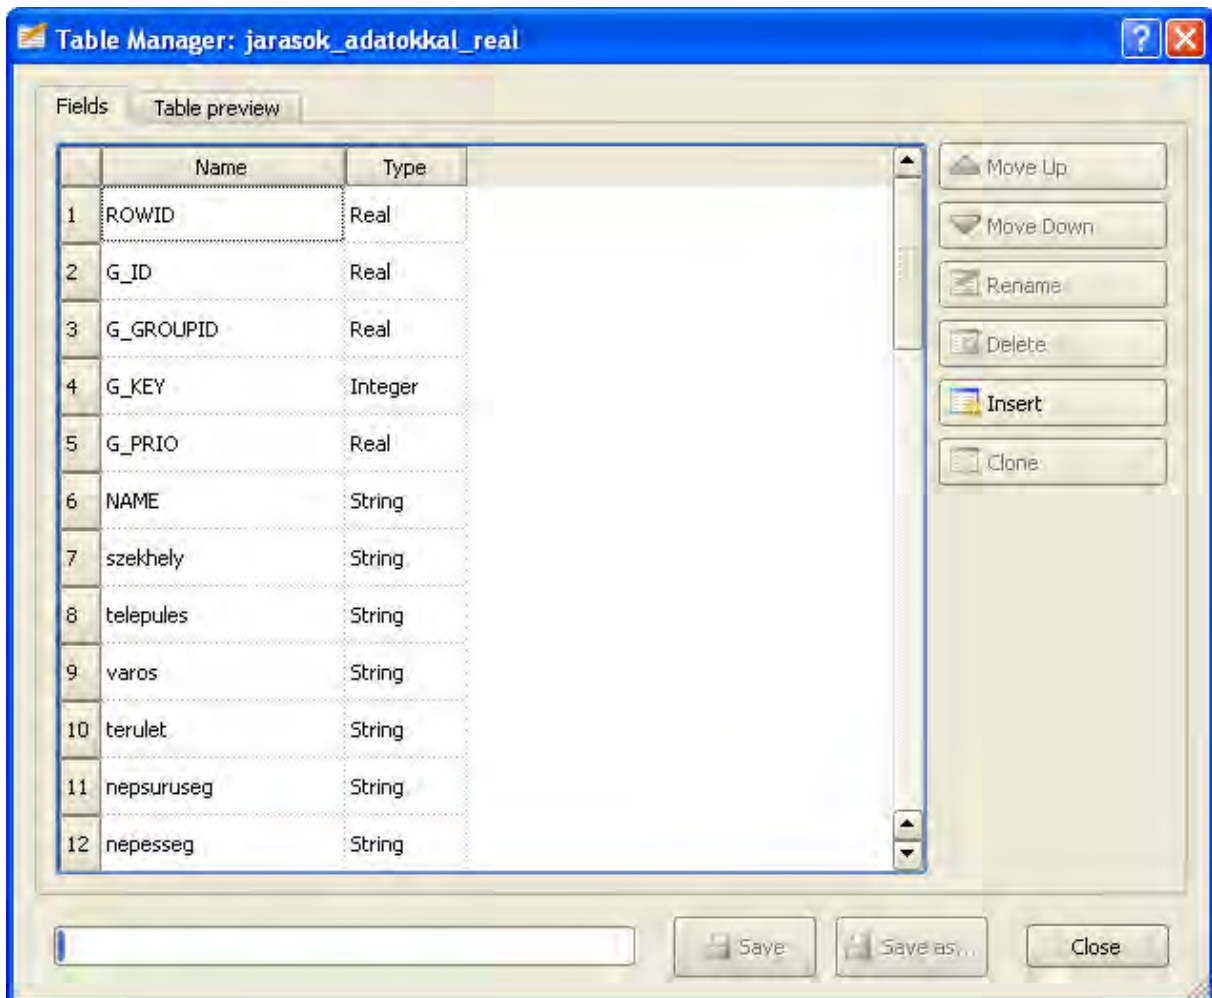 Table Manager: jarasok_adatokkal_real
Fields Table preview
Name Type
1 ROWID Real
2 G_ID Real
3 G_GROUPID Real
4 G_KEY Integer
5 G_PRIO Real
6 NAME String
7 szekhely String
8 telepules String
9 varos String
10 terulet String
11 nepsuruseg String
12 nepesseg String
Move Up
Move Down
Rename
Delete
Insert
Clone
Save Save as... Close